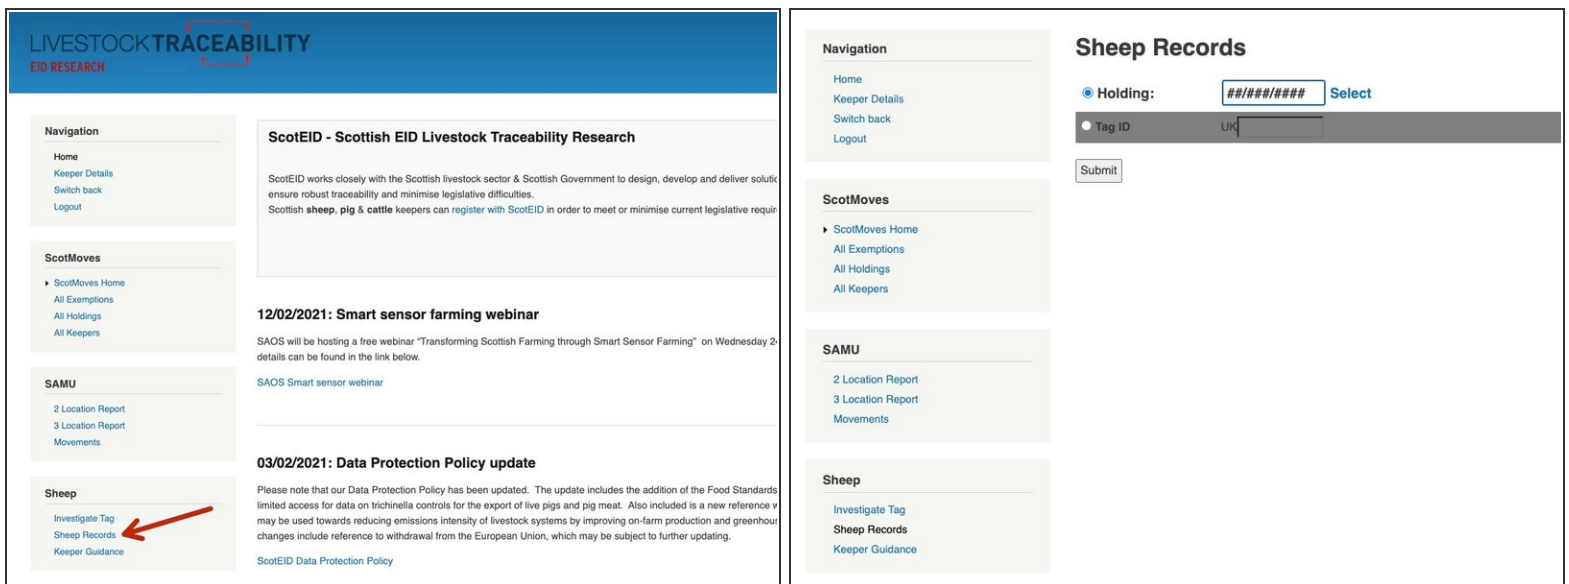 LIVESTOCKTRACEABILITY
EID RESEARCH
Navigation
Home
Keeper Details
Switch back
Logout
ScotMoves
ScotMoves Home
All Exemptions
All Holdings
All Keepers
SAMU
2 Location Report
3 Location Report
Movements
Sheep
Investigate Tag
Sheep Records
Keeper Guidance
ScotEID - Scottish EID Livestock Traceability Research
ScotEID works closely with the Scottish livestock sector & Scottish Government to design, develop and deliver
ensure robust traceability and minimise legislative difficulties.
Scottish sheep, pig & cattle keepers can register with ScotEID in order to meet or minimise current legislative
12/02/2021: Smart sensor farming webinar
SAOS will be hosting a free webinar “Transforming Scottish Farming through Smart Sensor Farming” on Wednesday
details can be found in the link below.
SAOS Smart sensor webinar
03/02/2021: Data Protection Policy update
Please note that our Data Protection Policy has been updated. The update includes the addition of the Food Standards
limited access for data on trichinella controls for the export of live pigs and pig meat. Also included is a new reference
may be used towards reducing emissions intensity of livestock systems by improving on-farm production and
changes include reference to withdrawal from the European Union, which may be subject to further updating.
ScotEID Data Protection Policy
Navigation
Home
Keeper Details
Switch back
Logout
ScotMoves
ScotMoves Home
All Exemptions
All Holdings
All Keepers
SAMU
2 Location Report
3 Location Report
Movements
Sheep
Investigate Tag
Sheep Records
Keeper Guidance
Sheep Records
Holding: ##/###/#### Select
Tag ID UK
Submit